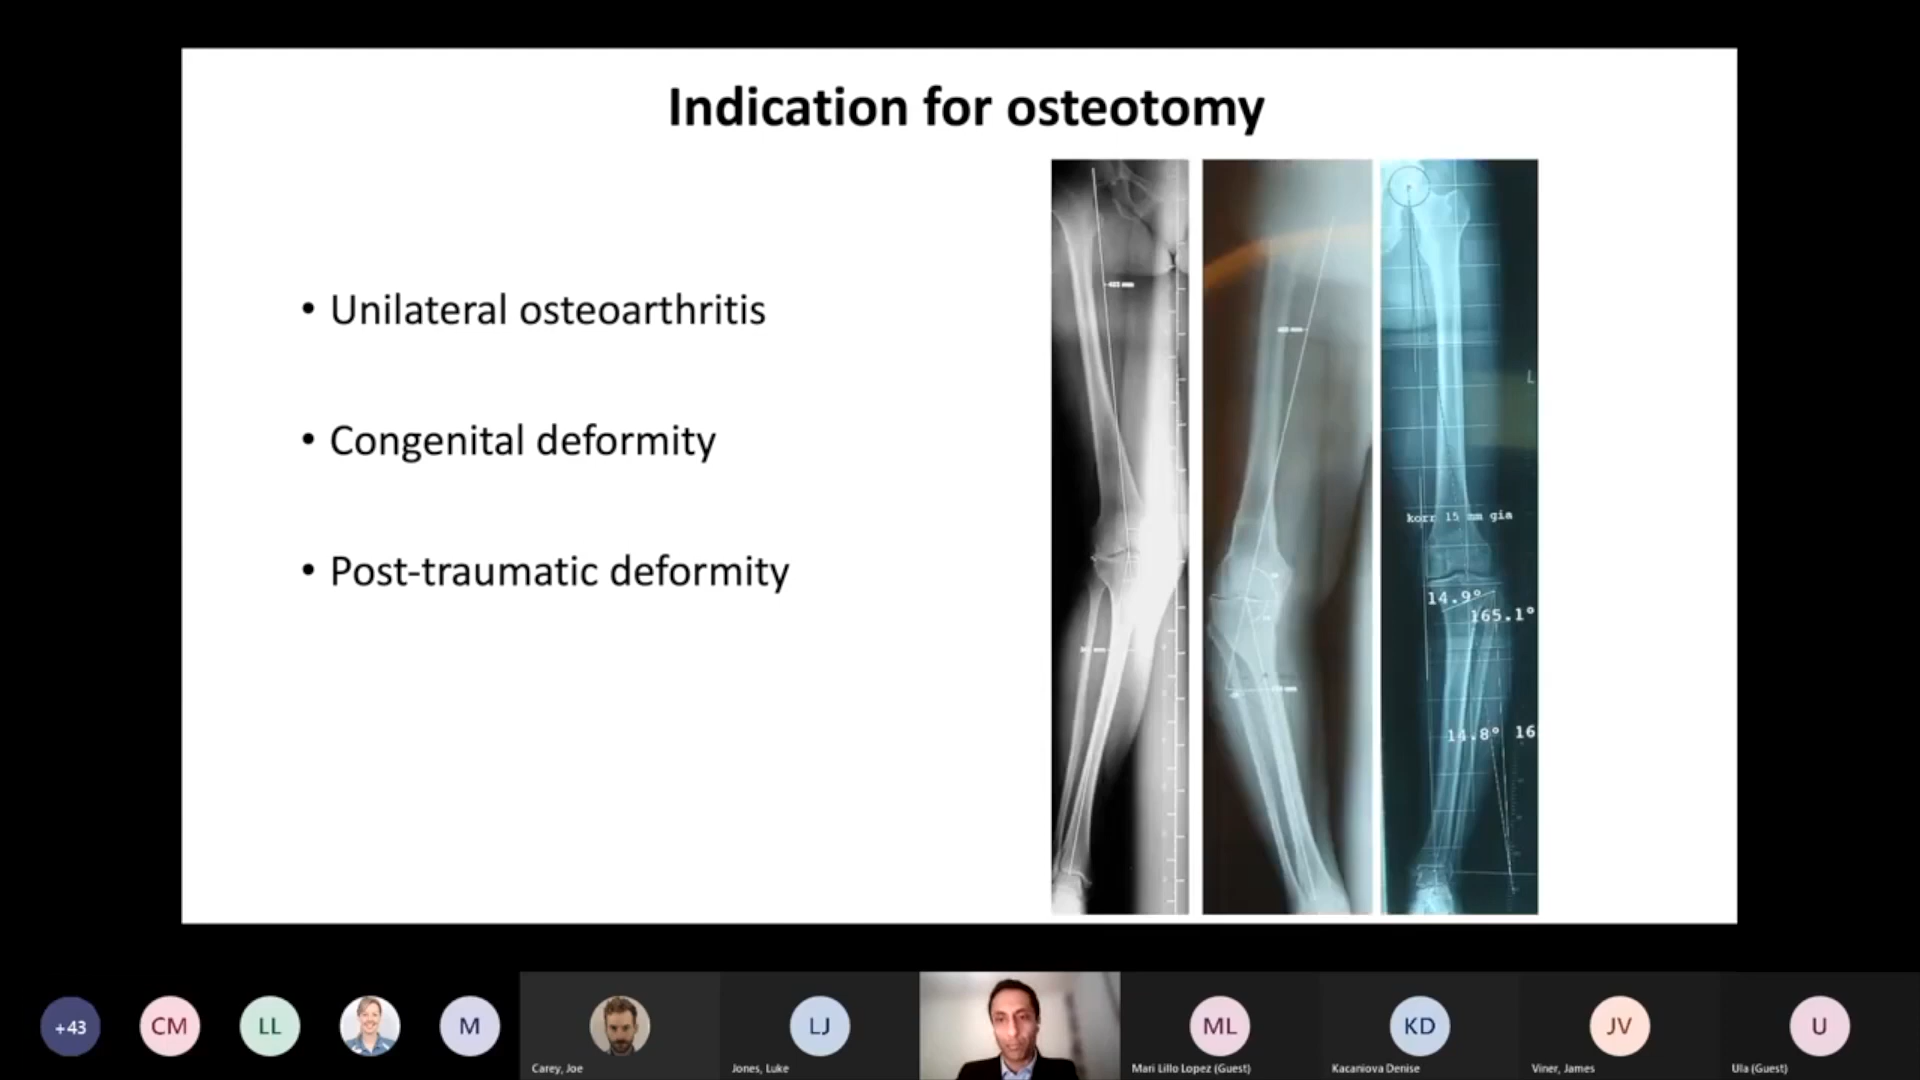 Indication for osteotomy
• Unilateral osteoarthritis
• Congenital deformity
• Post-traumatic deformity
L
korr 15 mm gia
14.9°
165.1°
14.8° 16
+43
CM
LL
M
LJ
ML
KD
JV
U
Carey, Joe
Jones, Luke
Mari Lillo Lopez (Guest)
Kacaniova Denise
Viner, James
Ula (Guest)